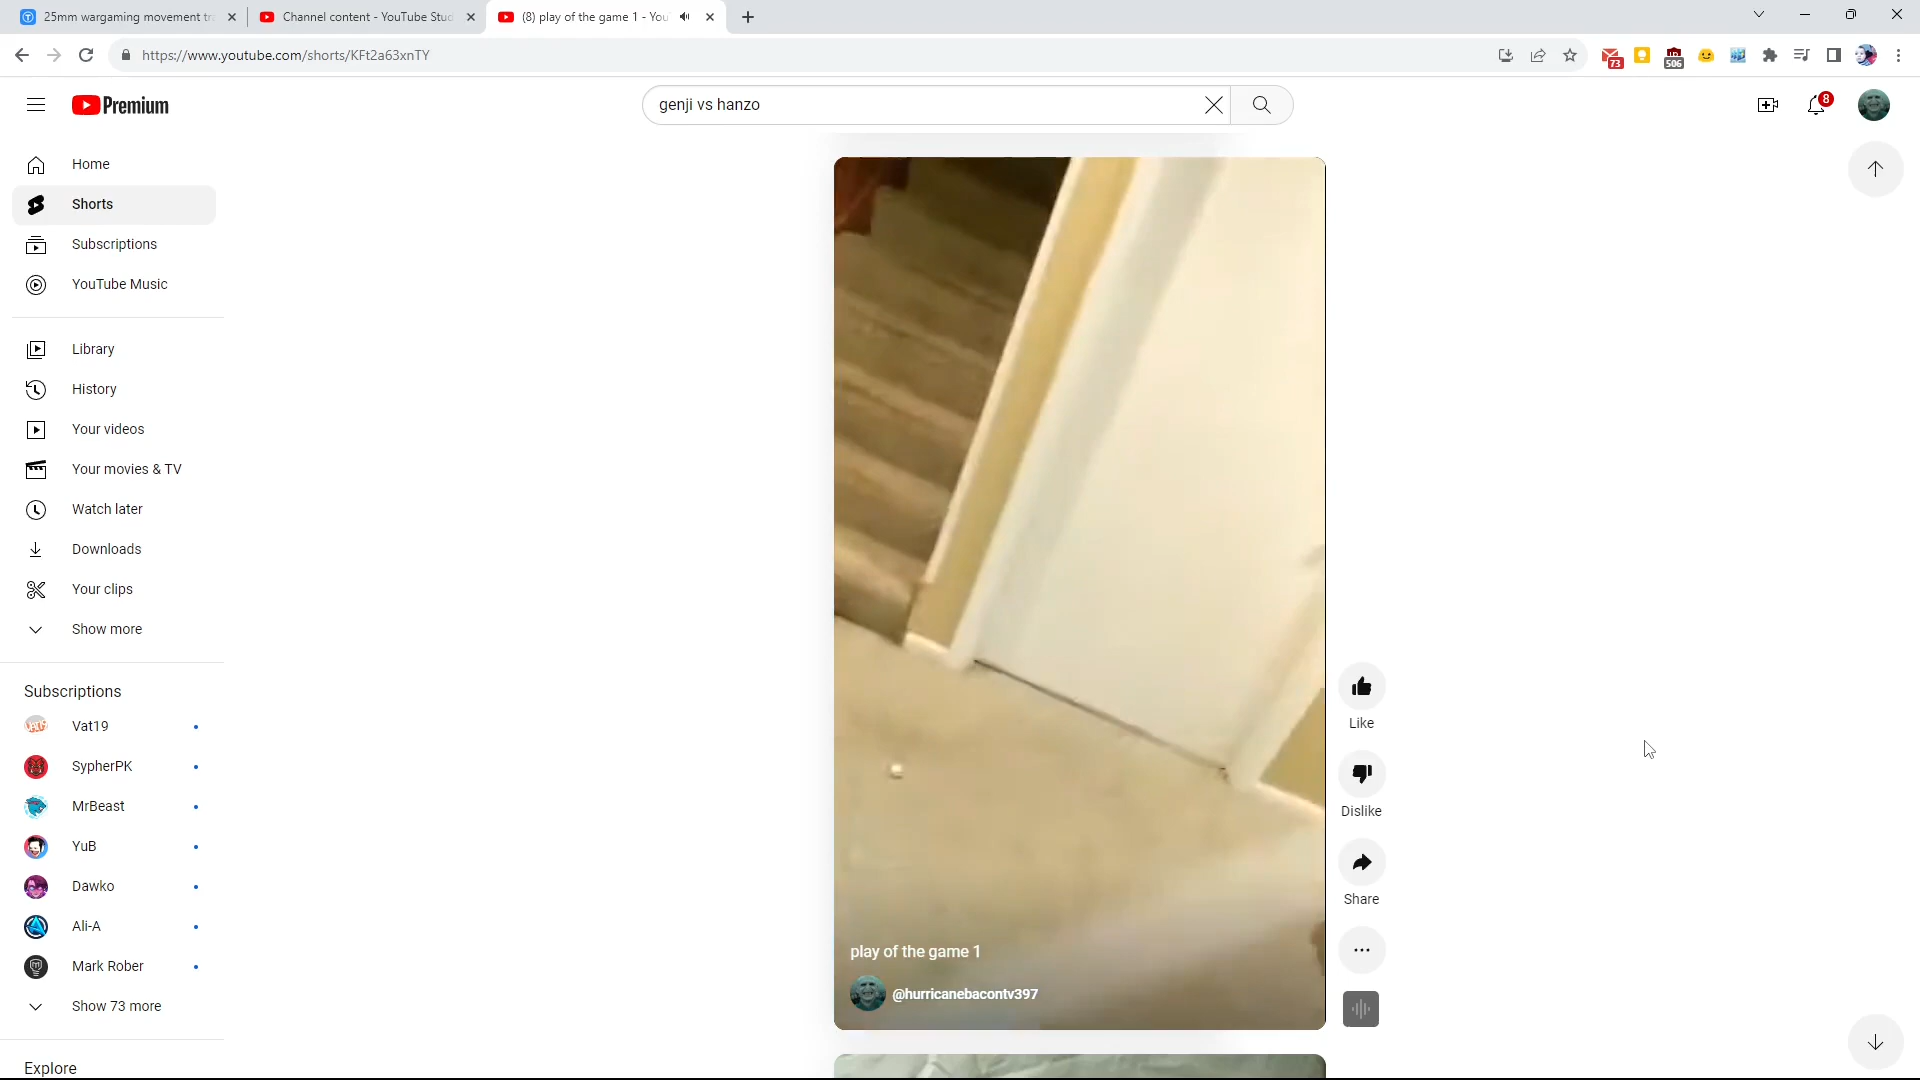 25mm wargaming movement tr
Channel content - YouTube Stud
(8) play of the game 1 - You
https://www.youtube.com/shorts/KFt2a63xnTY
73
506
Premium
genji vs hanzo
8
Home
Shorts
Subscriptions
YouTube Music
Library
History
Your videos
Your movies & TV
Watch later
Downloads
Your clips
Show more
Subscriptions
Vat19
SypherPK
MrBeast
YuB
Dawko
Ali-A
Mark Rober
Show 73 more
Explore
Like
Dislike
Share
play of the game 1
@hurricanebacontv397